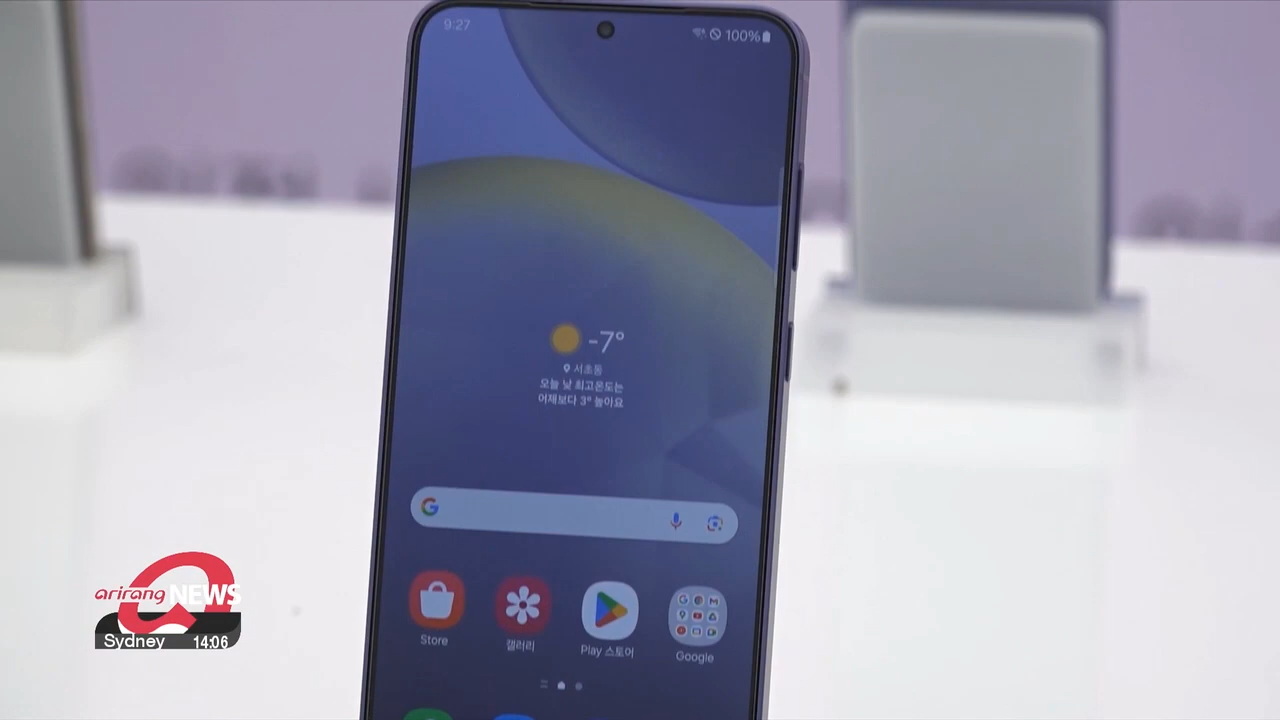 9:27
100%
-7°
서초동
오늘 낮 최고온도는
어제보다 3° 높아요
Store
갤러리
Play 스토어
Google
arirang NEWS
Sydney 14:06